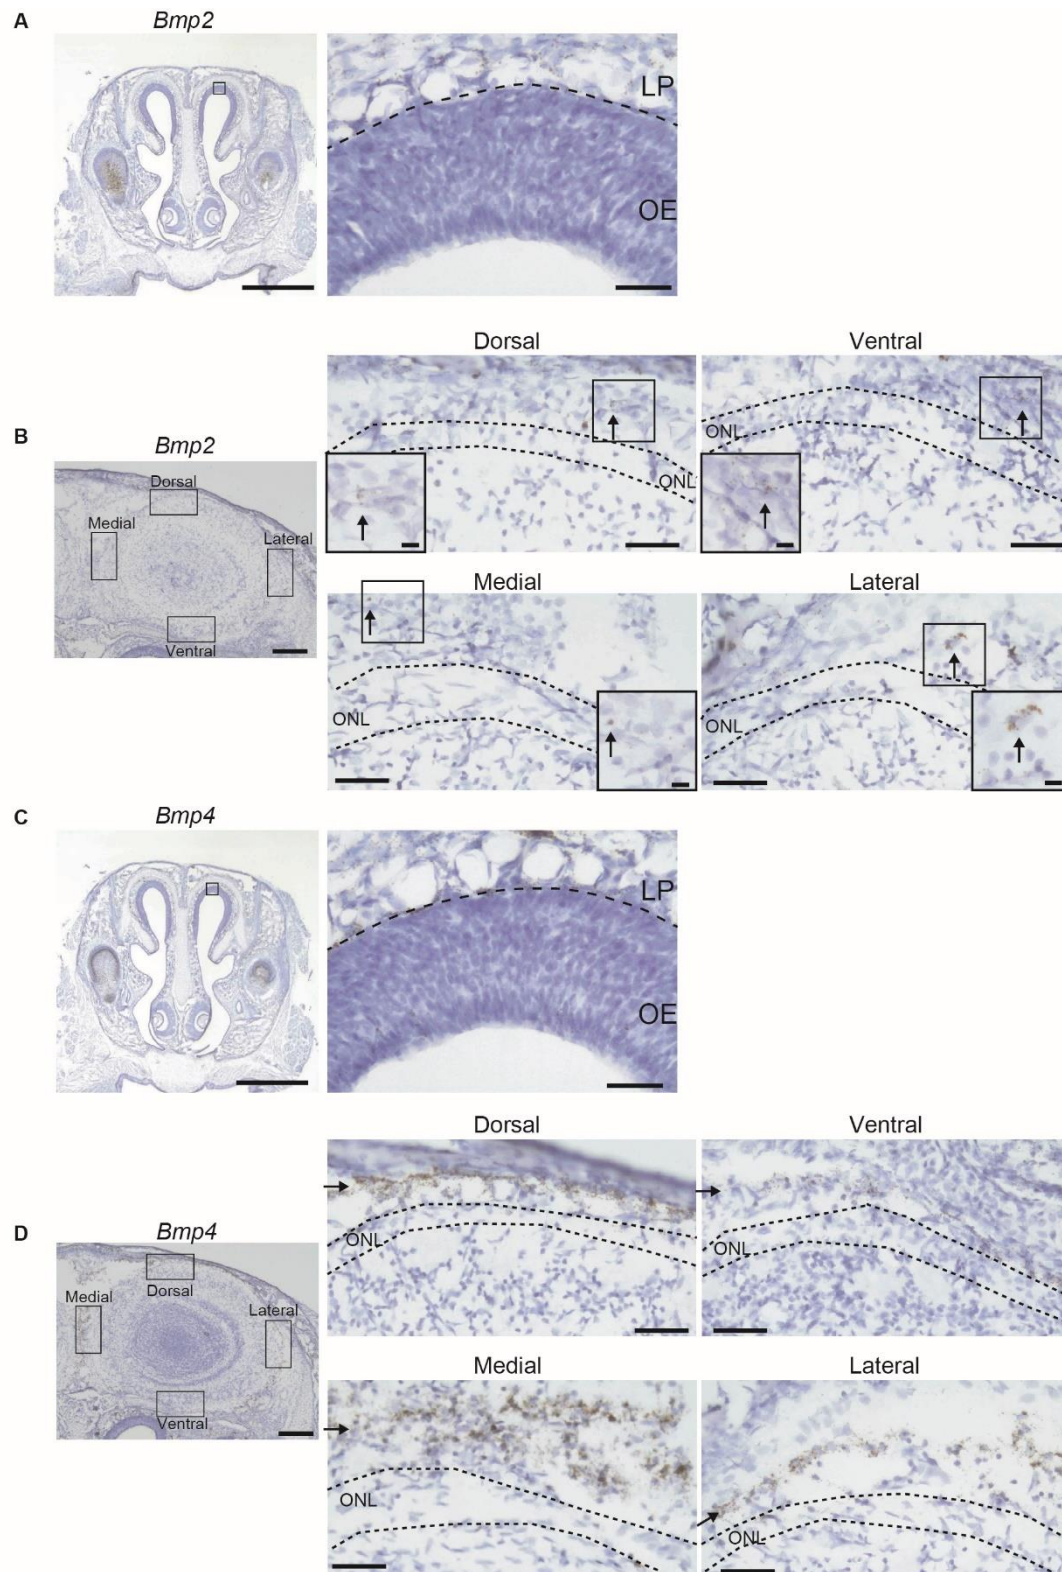 A
Bmp2
LP
OE
Dorsal
Ventral
B
Bmp2
Dorsal
Medial
Lateral
Ventral
ONL
ONL
Medial
Lateral
ONL
ONL
C
Bmp4
LP
OE
Dorsal
Ventral
D
Bmp4
Medial
Dorsal
Lateral
Ventral
ONL
ONL
Medial
Lateral
ONL
ONL